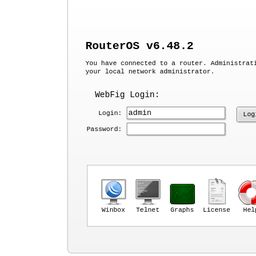 RouterOS v6.48.2
You have connected to a router. Administrati
your local network administrator.
WebFig Login:
Login: admin
Log
Password:
Winbox Telnet Graphs License Help